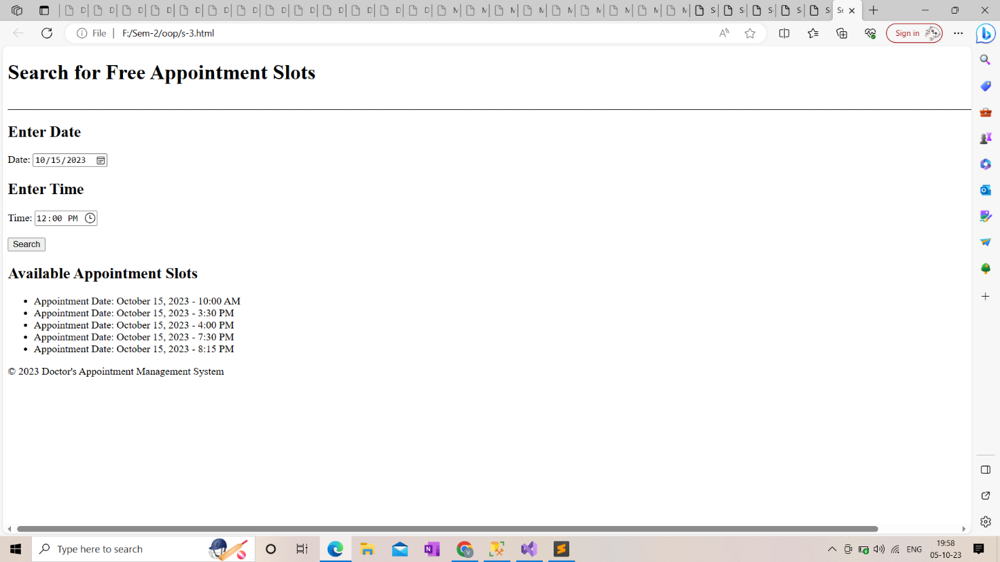 D D D D D D D D D D D D D M M M M M M M M M S S S S S Se
File F:/Sem-2/oop/s-3.html Sign in
Search for Free Appointment Slots
Enter Date
Date: 10/15/2023
Enter Time
Time: 12:00 PM
Search
Available Appointment Slots
• Appointment Date: October 15, 2023 - 10:00 AM
• Appointment Date: October 15, 2023 - 3:30 PM
• Appointment Date: October 15, 2023 - 4:00 PM
• Appointment Date: October 15, 2023 - 7:30 PM
• Appointment Date: October 15, 2023 - 8:15 PM
© 2023 Doctor's Appointment Management System
Type here to search
ENG
19:58
05-10-23